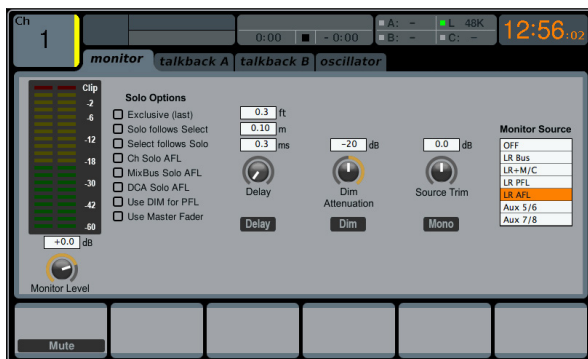 Ch
1
0:00 - 0:00
A: - L 48K
B: - C: -
12:56:02
monitor talkback A talkback B oscillator
Clip
-2
-6
-12
-18
-30
-42
-60
+0.0 dB
Monitor Level
Solo Options
Exclusive (last)
Solo follows Select
Select follows Solo
Ch Solo AFL
MixBus Solo AFL
DCA Solo AFL
Use DIM for PFL
Use Master Fader
0.3 ft
0.10 m
0.3 ms
Delay
Delay
-20 dB
Dim
Attenuation
Dim
0.0 dB
Source Trim
Mono
Monitor Source
OFF
LR Bus
LR+M/C
LR PFL
LR AFL
Aux 5/6
Aux 7/8
Mute